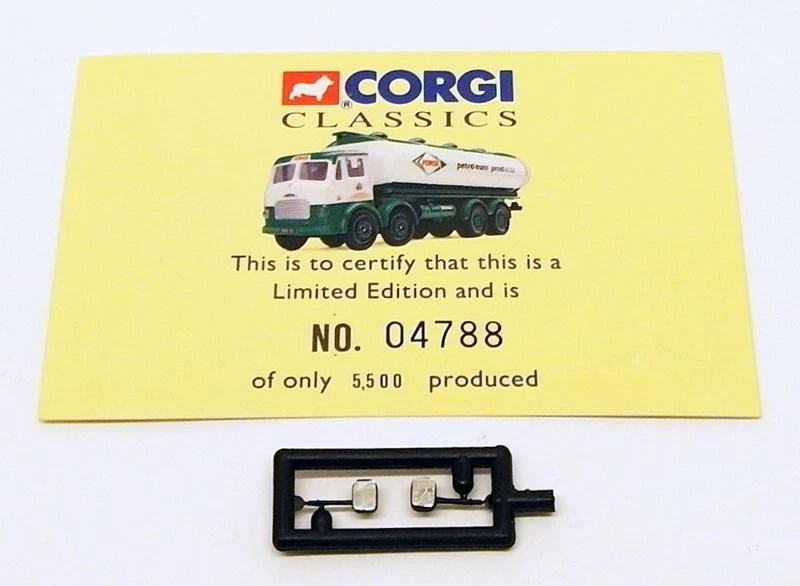 CORGI
®
CLASSICS
POWER
petroleum products
This is to certify that this is a
Limited Edition and is
NO. 04788
of only 5,500 produced